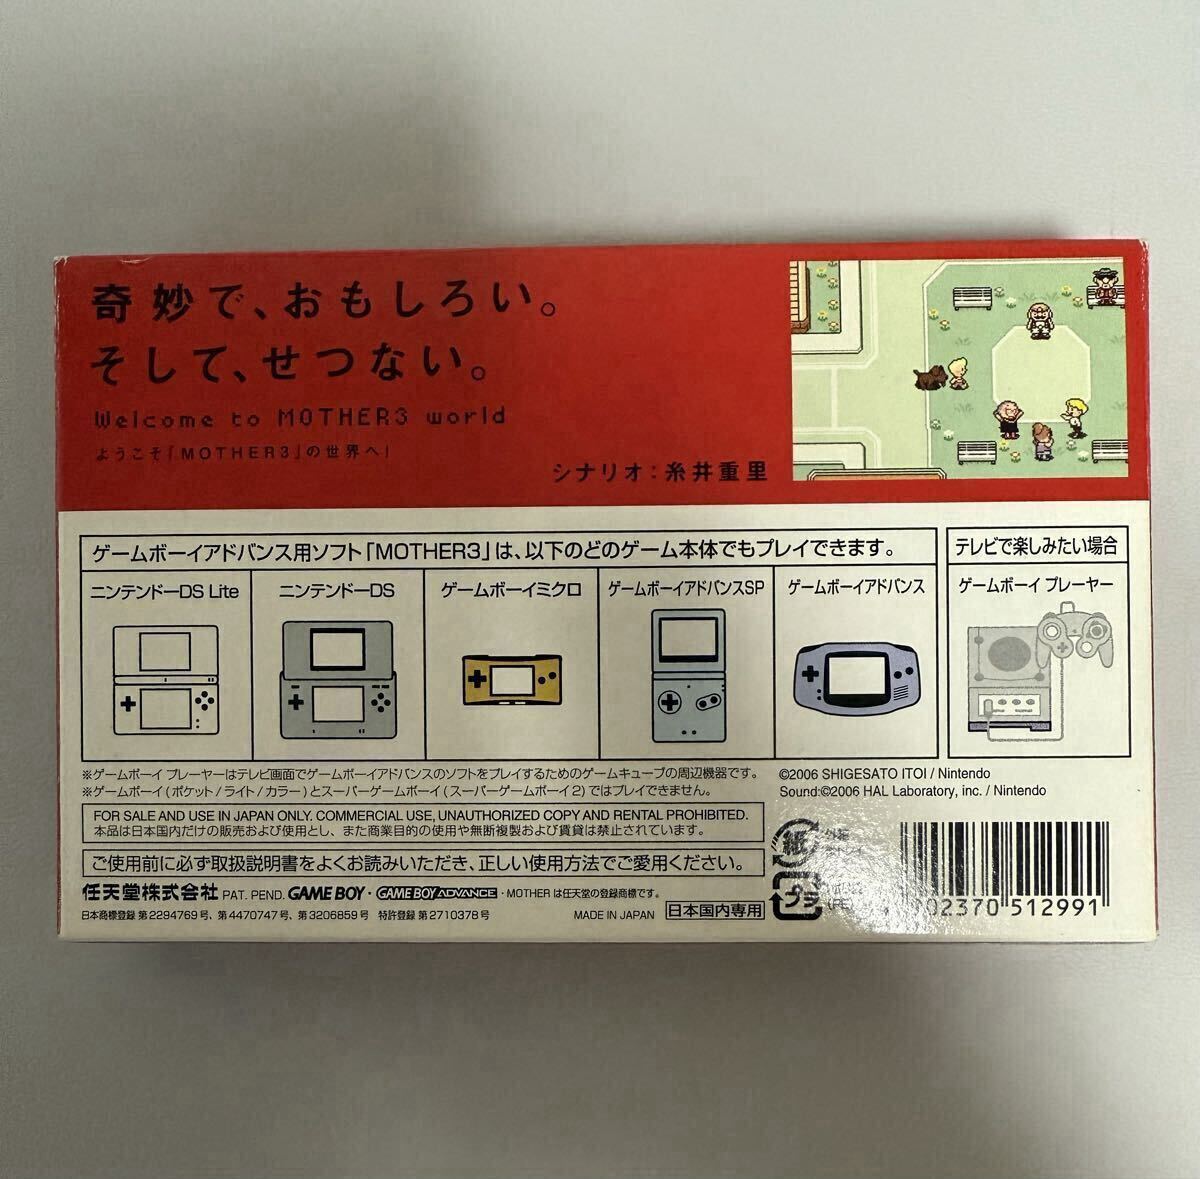 奇妙で、おもしろい。
そして、せつない。
Welcome to MOTHER3 world
ようこそ「MOTHER3」の世界へ!
シナリオ:糸井重里
ゲームボーイアドバンス用ソフト「MOTHER3」は、以下のどのゲーム本体でもプレイできます。
テレビで楽しみたい場合
ニンテンドーDS Lite
ニンテンドーDS
ゲームボーイミクロ
ゲームボーイアドバンスSP
ゲームボーイアドバンス
ゲームボーイ プレーヤー
※ゲームボーイ プレーヤーはテレビ画面でゲームボーイアドバンスのソフトをプレイするためのゲームキューブの周辺機器です。
※ゲームボーイ(ポケット/ライト/カラー)とスーパーゲームボーイ(スーパーゲームボーイ2)ではプレイできません。
©2006 SHIGESATO ITOI / Nintendo
Sound:©2006 HAL Laboratory, inc. / Nintendo
FOR SALE AND USE IN JAPAN ONLY. COMMERCIAL USE, UNAUTHORIZED COPY AND RENTAL PROHIBITED.
本品は日本国内だけの販売および使用とし、また商業目的の使用や無断複製および賃貸は禁止されています。
ご使用前に必ず取扱説明書をよくお読みいただき、正しい使用方法でご愛用ください。
任天堂株式会社 PAT. PEND. GAME BOY・GAME BOY ADVANCE・MOTHER は任天堂の登録商標です。
日本商標登録 第2294769号、第4470747号、第3206859号 特許登録 第2710378号
MADE IN JAPAN
日本国内専用
紙
プラ
902370 512991